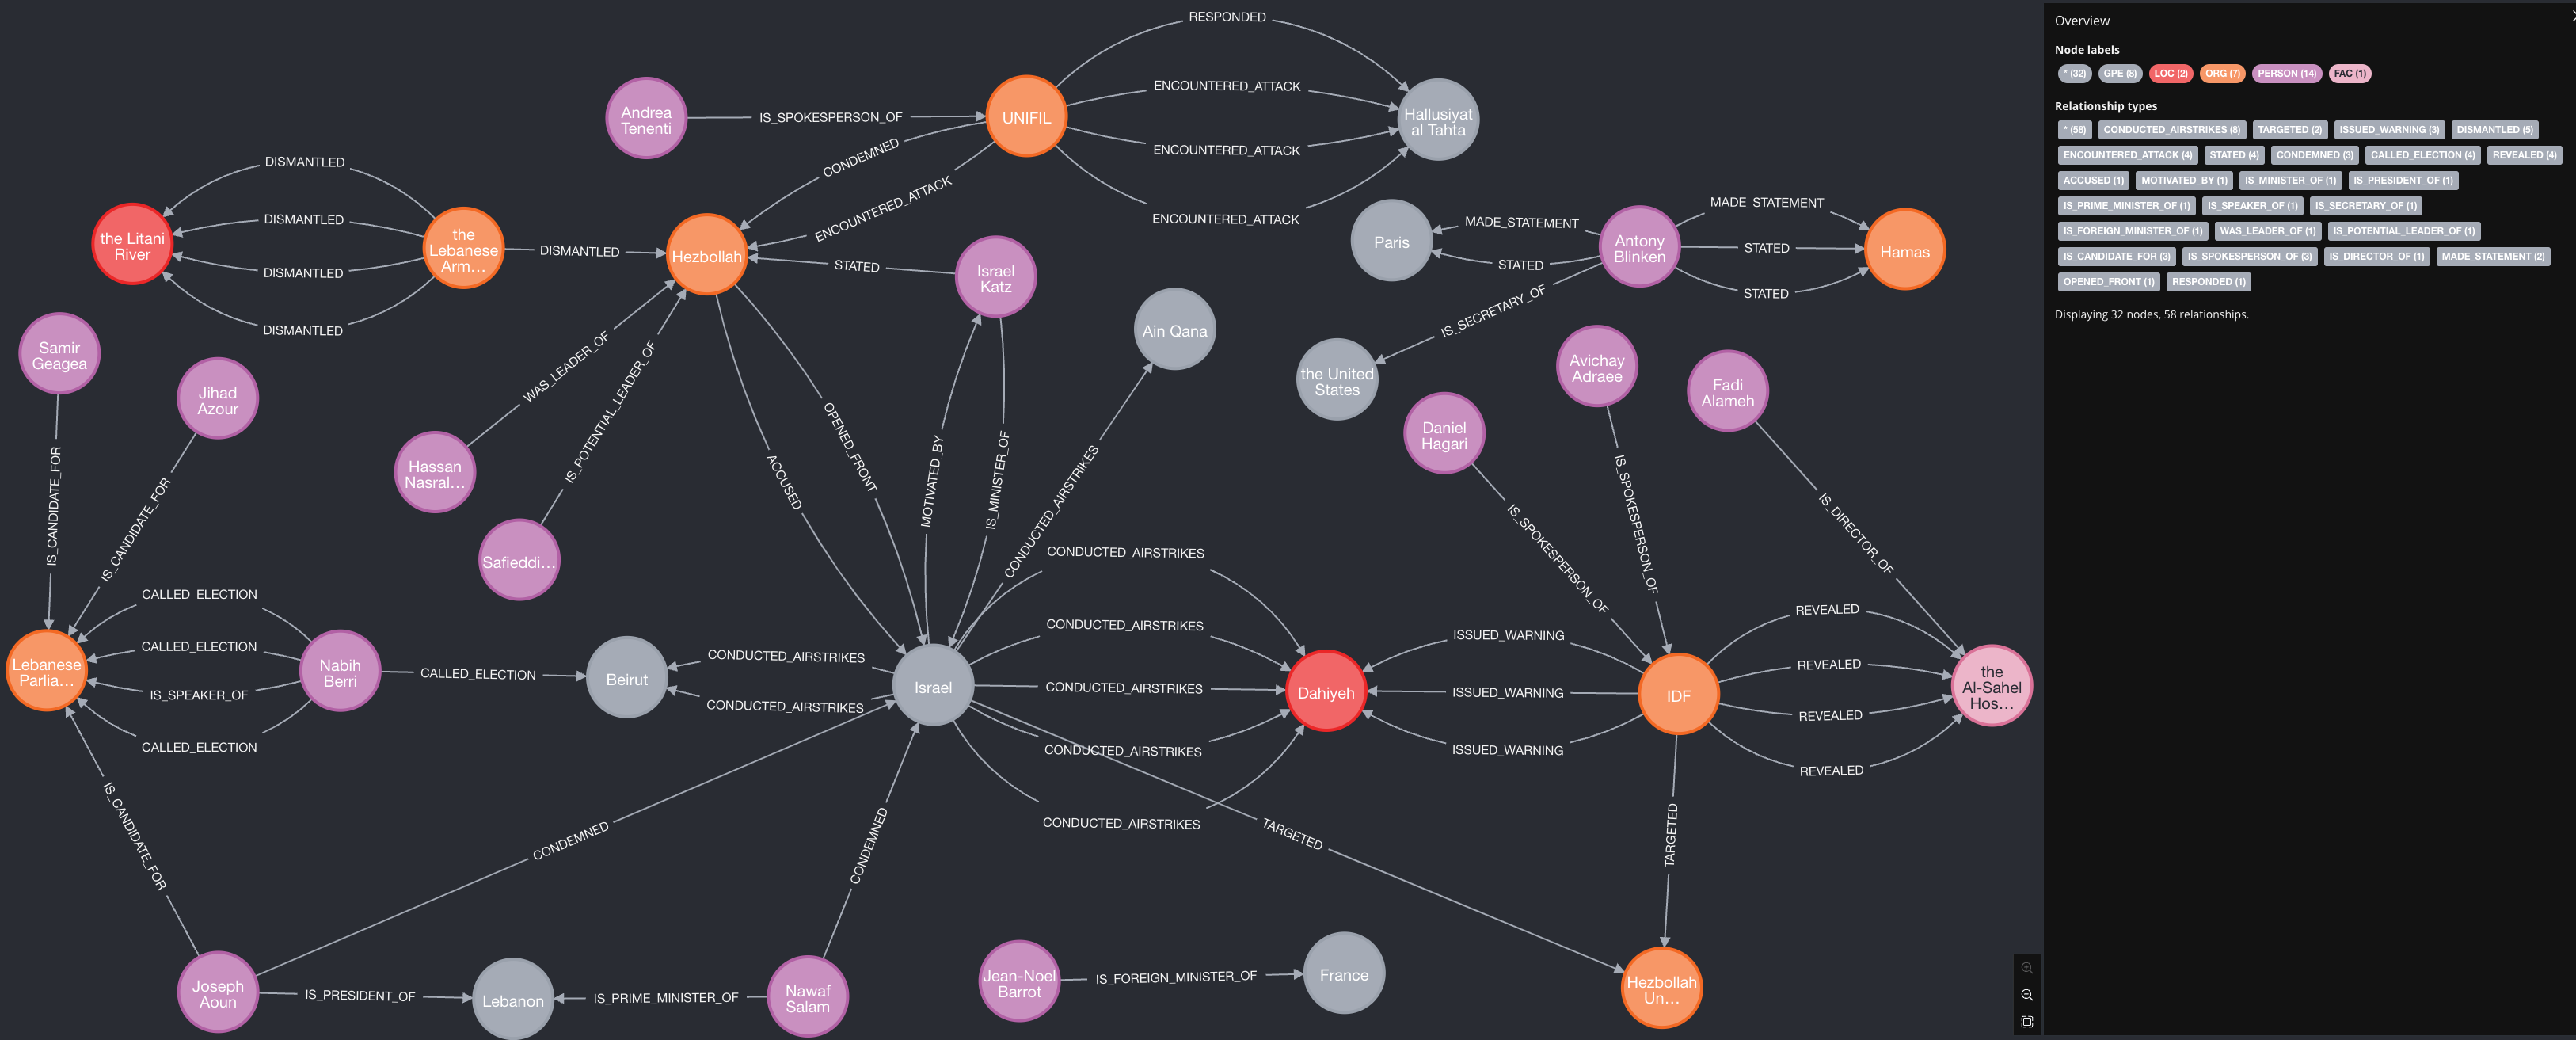 RESPONDED
ENCOUNTERED_ATTACK
Andrea
Tenenti
IS_SPOKESPERSON_OF
UNIFIL
Hallusiyat
al Tahta
CONDEMNED
ENCOUNTERED_ATTACK
ENCOUNTERED_ATTACK
ENCOUNTERED_ATTACK
DISMANTLED
DISMANTLED
DISMANTLED
DISMANTLED
the Litani
River
the
Lebanese
Arm…
DISMANTLED
Hezbollah
STATED
Israel
Katz
Paris
MADE_STATEMENT
STATED
Antony
Blinken
MADE_STATEMENT
STATED
STATED
Hamas
IS_SECRETARY_OF
the United
States
Ain Qana
Samir
Geagea
Jihad
Azour
WAS_LEADER_OF
IS_POTENTIAL_LEADER_OF
Hassan
Nasral…
Safieddi…
ACCUSED
OPENED_FRONT
MOTIVATED_BY
IS_MINISTER_OF
CONDUCTED_AIRSTRIKES
Daniel
Hagari
Avichay
Adraee
Fadi
Alameh
IS_SPOKESPERSON_OF
IS_SPOKESPERSON_OF
IS_DIRECTOR_OF
IS_CANDIDATE_FOR
IS_CANDIDATE_FOR
CALLED_ELECTION
CALLED_ELECTION
IS_SPEAKER_OF
CALLED_ELECTION
Lebanese
Parlia…
Nabih
Berri
CALLED_ELECTION
Beirut
CONDUCTED_AIRSTRIKES
CONDUCTED_AIRSTRIKES
Israel
CONDUCTED_AIRSTRIKES
CONDUCTED_AIRSTRIKES
CONDUCTED_AIRSTRIKES
CONDUCTED_AIRSTRIKES
CONDUCTED_AIRSTRIKES
Dahiyeh
ISSUED_WARNING
ISSUED_WARNING
ISSUED_WARNING
IDF
REVEALED
REVEALED
REVEALED
REVEALED
the
Al-Sahel
Hos…
IS_CANDIDATE_FOR
CONDEMNED
CONDEMNED
TARGETED
TARGETED
Joseph
Aoun
IS_PRESIDENT_OF
Lebanon
IS_PRIME_MINISTER_OF
Nawaf
Salam
Jean-Noel
Barrot
IS_FOREIGN_MINISTER_OF
France
Hezbollah
Un…
Overview
Node labels
* (32) GPE (8) LOC (2) ORG (7) PERSON (14) FAC (1)
Relationship types
* (58) CONDUCTED_AIRSTRIKES (8) TARGETED (2) ISSUED_WARNING (3) DISMANTLED (5)
ENCOUNTERED_ATTACK (4) STATED (4) CONDEMNED (3) CALLED_ELECTION (4) REVEALED (4)
ACCUSED (1) MOTIVATED_BY (1) IS_MINISTER_OF (1) IS_PRESIDENT_OF (1)
IS_PRIME_MINISTER_OF (1) IS_SPEAKER_OF (1) IS_SECRETARY_OF (1)
IS_FOREIGN_MINISTER_OF (1) WAS_LEADER_OF (1) IS_POTENTIAL_LEADER_OF (1)
IS_CANDIDATE_FOR (3) IS_SPOKESPERSON_OF (3) IS_DIRECTOR_OF (1) MADE_STATEMENT (2)
OPENED_FRONT (1) RESPONDED (1)
Displaying 32 nodes, 58 relationships.